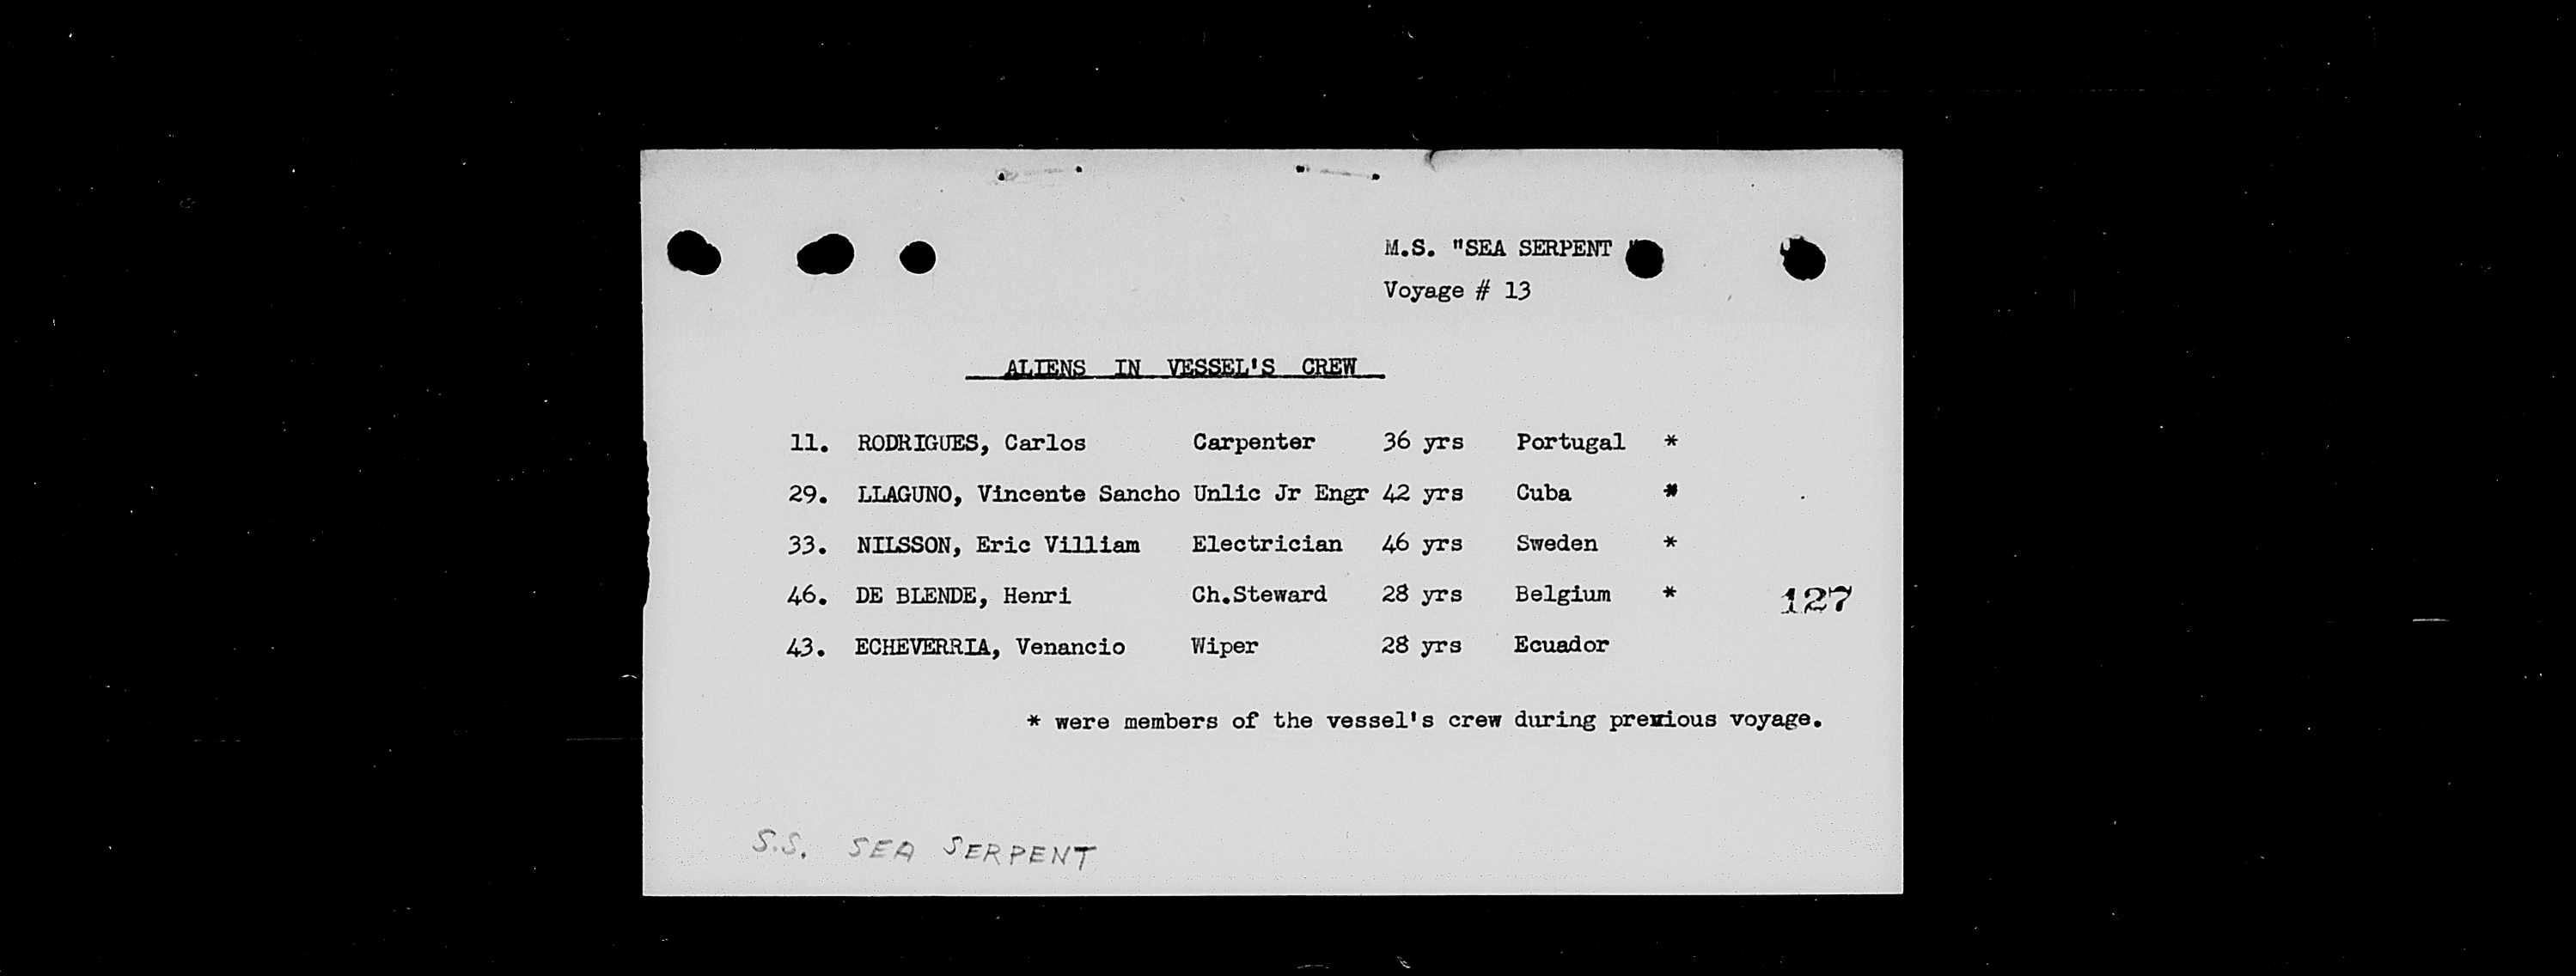 M.S. "SEA SERPENT "
Voyage # 13
ALIENS IN VESSEL'S CREW
11. RODRIGUES, Carlos Carpenter 36 yrs Portugal *
29. LLAGUNO, Vincente Sancho Unlic Jr Engr 42 yrs Cuba *
33. NILSSON, Eric Villiam Electrician 46 yrs Sweden *
46. DE BLENDE, Henri Ch.Steward 28 yrs Belgium *
127
43. ECHEVERRIA, Venancio Wiper 28 yrs Ecuador
* were members of the vessel's crew during previous voyage.
S.S. SEA SERPENT